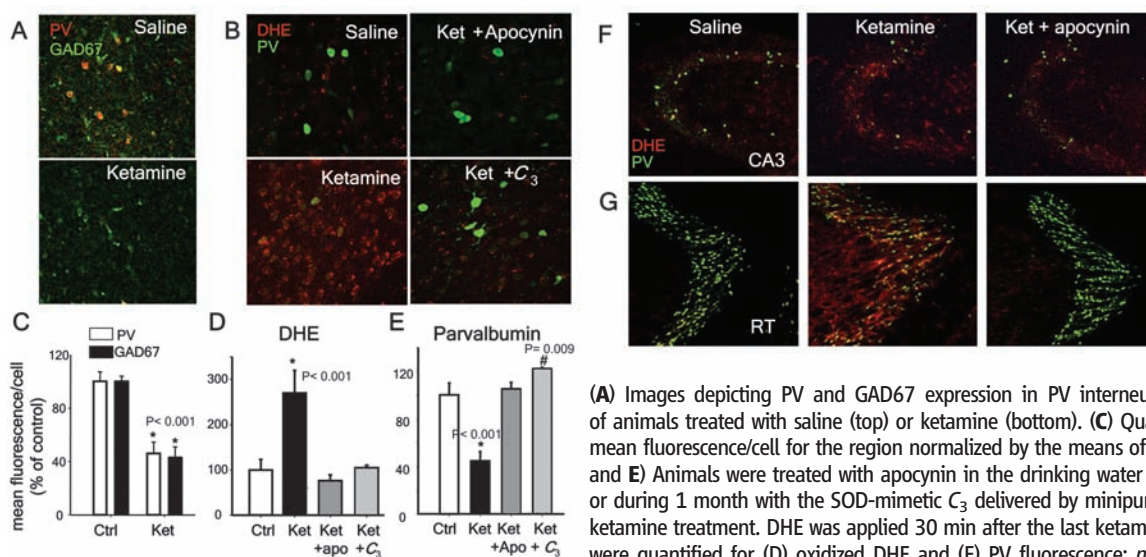 A
PV
GAD67
Saline
Ketamine
B
DHE
PV
Saline
Ket +Apocynin
Ketamine
Ket +C3
C
PV
GAD67
mean fluorescence/cell
(% of control)
120
80
40
0
P< 0.001
*
*
Ctrl
Ket
D
DHE
300
200
100
0
*
P< 0.001
Ctrl
Ket
Ket
+apo
Ket
+C3
E
Parvalbumin
120
80
40
0
P< 0.001
*
P= 0.009
#
Ctrl
Ket
Ket
+Apo
Ket
+ C3
F
Saline
Ketamine
Ket + apocynin
DHE
PV
CA3
G
RT
(A) Images depicting PV and GAD67 expression in PV
of animals treated with saline (top) or ketamine (bottom). (C)
mean fluorescence/cell for the region normalized by the means of
and E) Animals were treated with apocynin in the drinking water
or during 1 month with the SOD-mimetic C3 delivered by
ketamine treatment. DHE was applied 30 min after the last
were quantified for (D) oxidized DHE and (E) PV fluorescence;